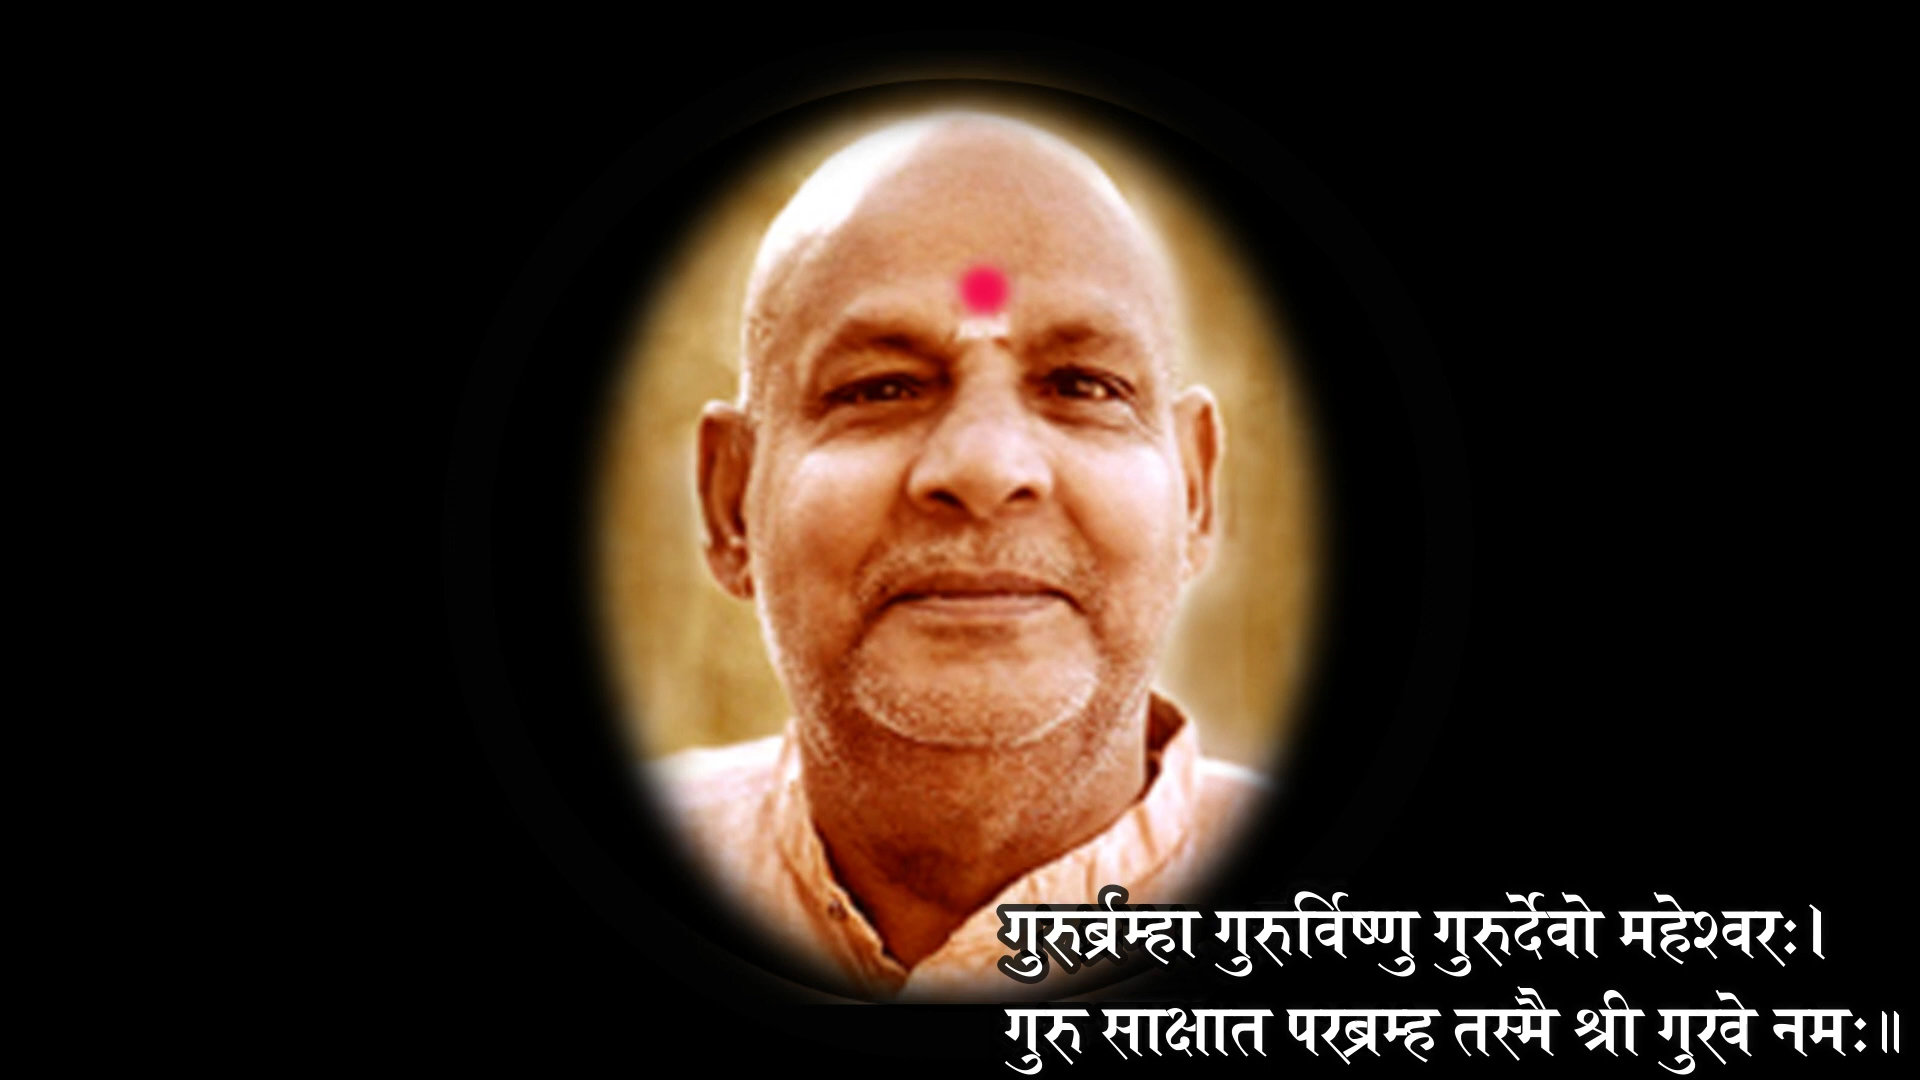 गुरुर्ब्रम्हा गुरुर्विष्णु गुरुर्देवो महेश्वरः।
गुरु साक्षात परब्रम्ह तस्मै श्री गुरवे नमः॥